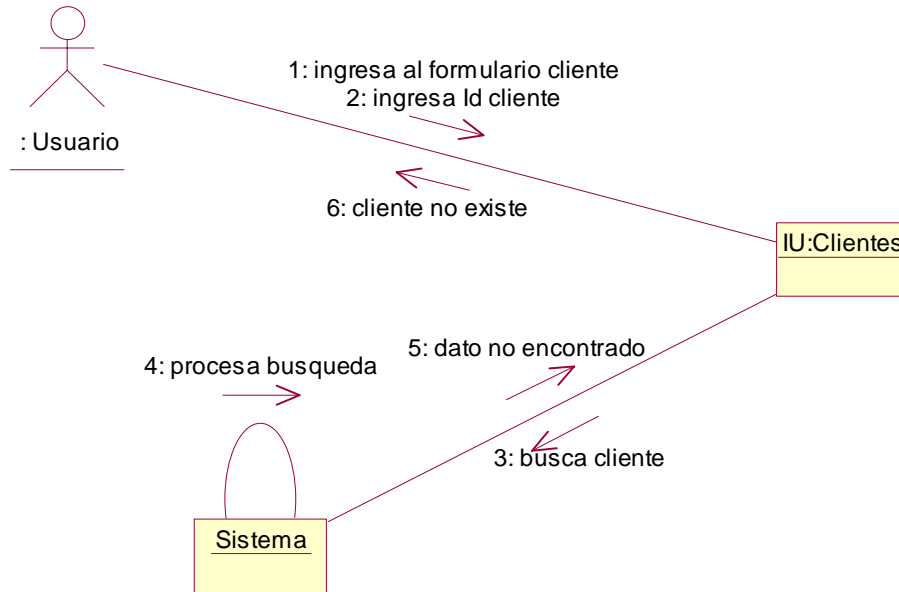 1: ingresa al formulario cliente
2: ingresa Id cliente
: Usuario
6: cliente no existe
IU:Clientes
5: dato no encontrado
4: procesa busqueda
3: busca cliente
Sistema